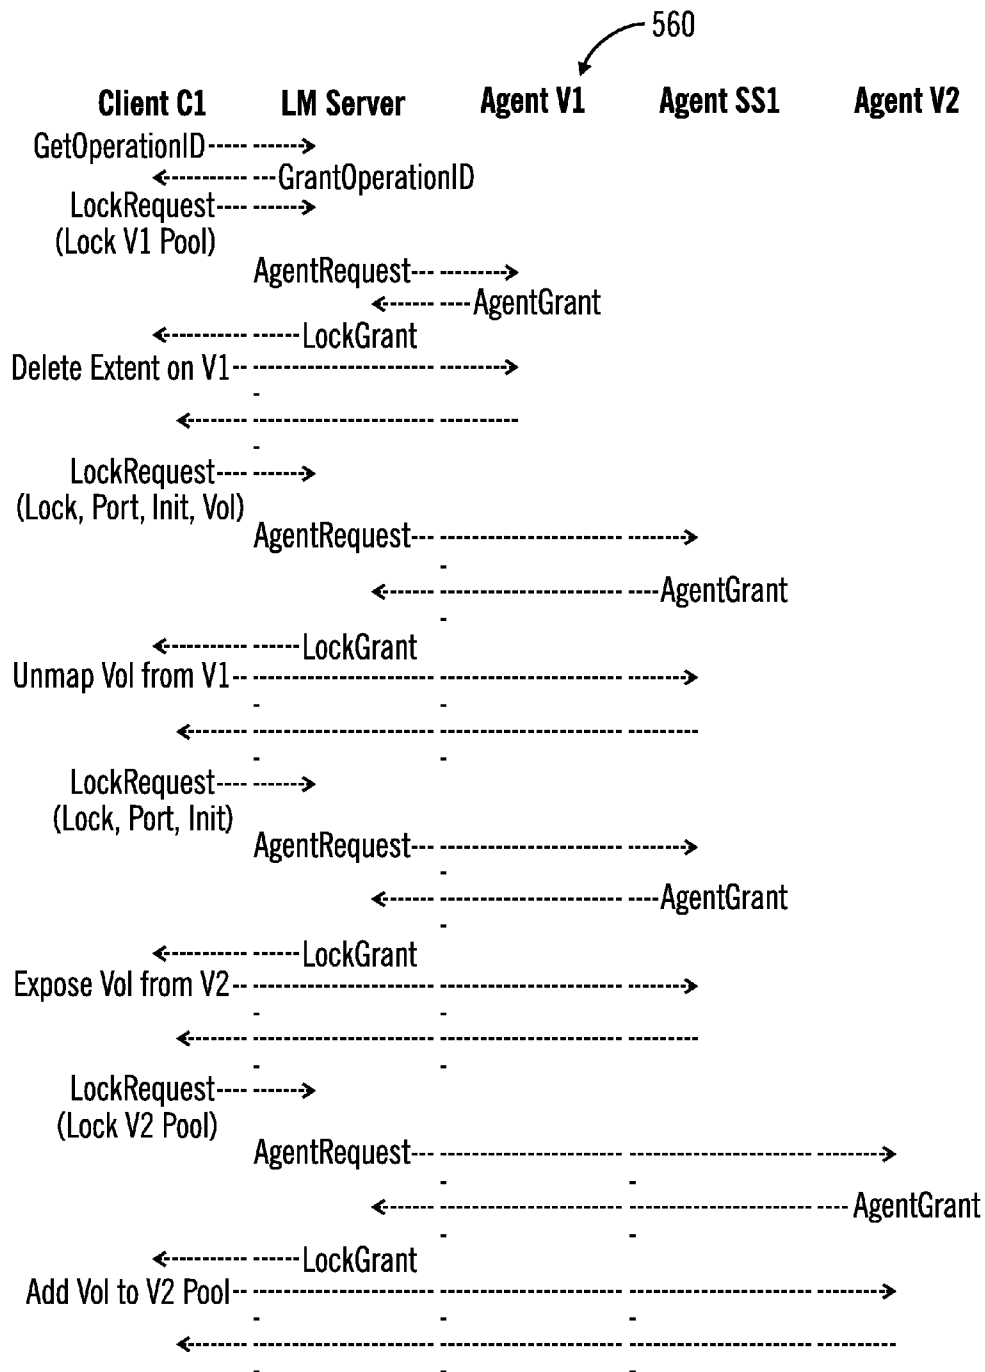 560
Client C1 LM Server Agent V1 Agent SS1 Agent V2
GetOperationID
GrantOperationID
LockRequest
(Lock V1 Pool)
AgentRequest
AgentGrant
LockGrant
Delete Extent on V1
LockRequest
(Lock, Port, Init, Vol)
AgentRequest
AgentGrant
LockGrant
Unmap Vol from V1
LockRequest
(Lock, Port, Init)
AgentRequest
AgentGrant
LockGrant
Expose Vol from V2
LockRequest
(Lock V2 Pool)
AgentRequest
AgentGrant
LockGrant
Add Vol to V2 Pool